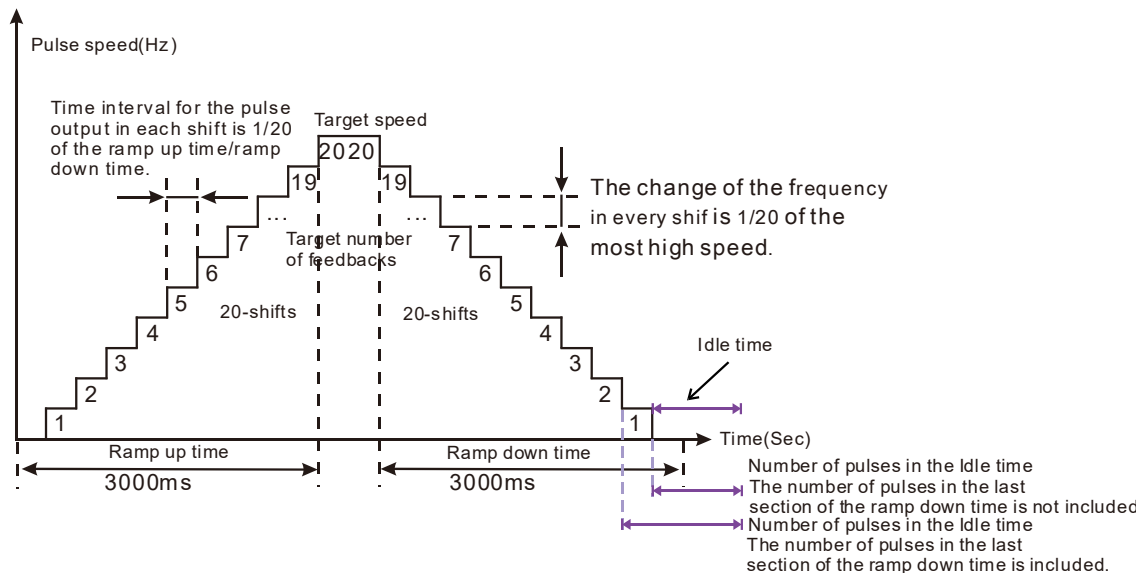 Pulse speed(Hz)
Time interval for the pulse
output in each shift is 1/20
of the ramp up time/ramp
down time.
Target speed
20 20
19
19
...
...
The change of the frequency
in every shif is 1/20 of the
most high speed.
7
7
Target number
of feedbacks
6
6
5
5
20-shifts
20-shifts
4
4
3
3
Idle time
2
2
1
1
Time(Sec)
Ramp up time
Ramp down time
3000ms
3000ms
Number of pulses in the Idle time
The number of pulses in the last
section of the ramp down time is not included
Number of pulses in the Idle time
The number of pulses in the last
section of the ramp down time is included.